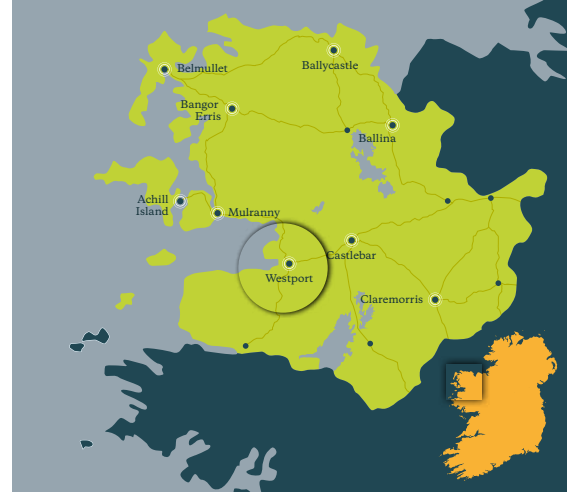 Belmullet
Ballycastle
Bangor
Erris
Ballina
Achill
Island
Mulranny
Castlebar
Westport
Claremorris